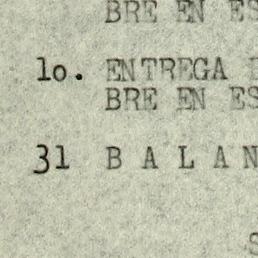 BRE EN ES
1o. ENTREGA
BRE EN ES
31 B A L A N